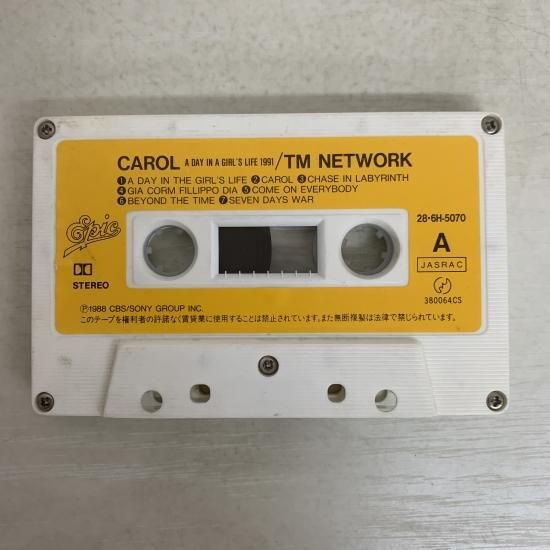 CAROL A DAY IN A GIRL'S LIFE 1991/TM NETWORK
❶A DAY IN THE GIRL'S LIFE ❷CAROL ❸CHASE IN LABYRINTH
❹GIA CORM FILLIPPO DIA ❺COME ON EVERYBODY
❻BEYOND THE TIME ❼SEVEN DAYS WAR
Epic
28・6H-5070
A
STEREO
JASRAC
380064CS
Ⓟ1988 CBS/SONY GROUP INC.
このテープを権利者の許諾なく賃貸業に使用することは禁止されています。また無断複製は法律で禁じられています。